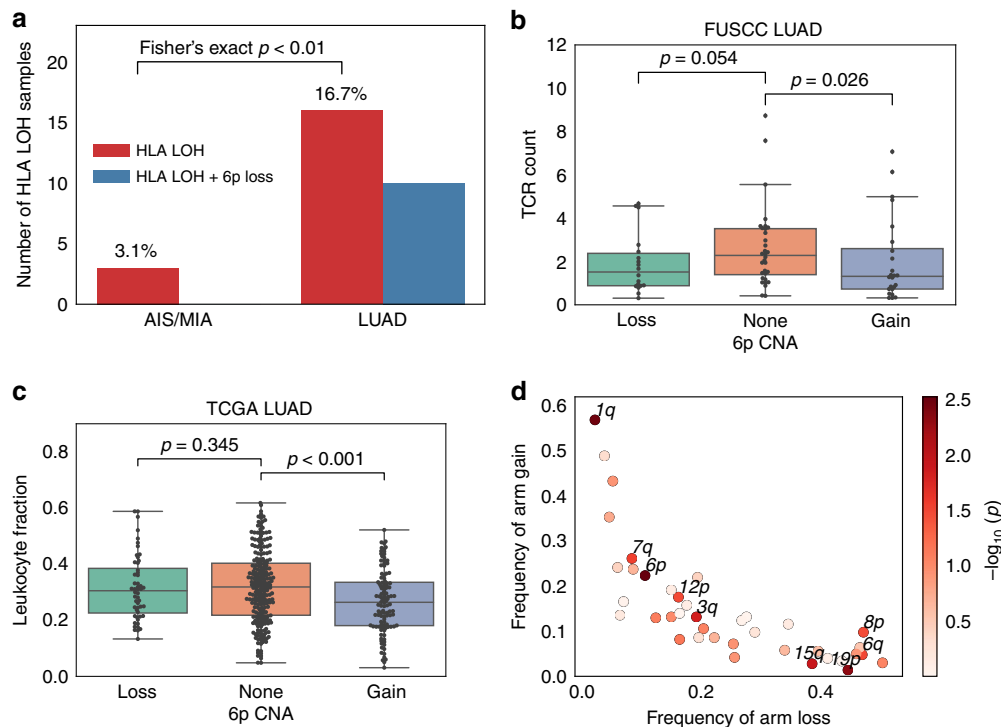 a
Fisher's exact p < 0.01
Number of HLA LOH samples
20
15
10
5
0
16.7%
3.1%
HLA LOH
HLA LOH + 6p loss
AIS/MIA
LUAD
b
FUSCC LUAD
p = 0.054
p = 0.026
TCR count
12
10
8
6
4
2
0
Loss
None
Gain
6p CNA
c
TCGA LUAD
p = 0.345
p < 0.001
Leukocyte fraction
0.8
0.6
0.4
0.2
0.0
Loss
None
Gain
6p CNA
d
Frequency of arm gain
0.6
0.5
0.4
0.3
0.2
0.1
0.0
1q
7q
6p
12p
3q
8p
6q
15q
19p
0.0
0.2
0.4
Frequency of arm loss
2.5
2.0
1.5
1.0
0.5
−log10 (p)